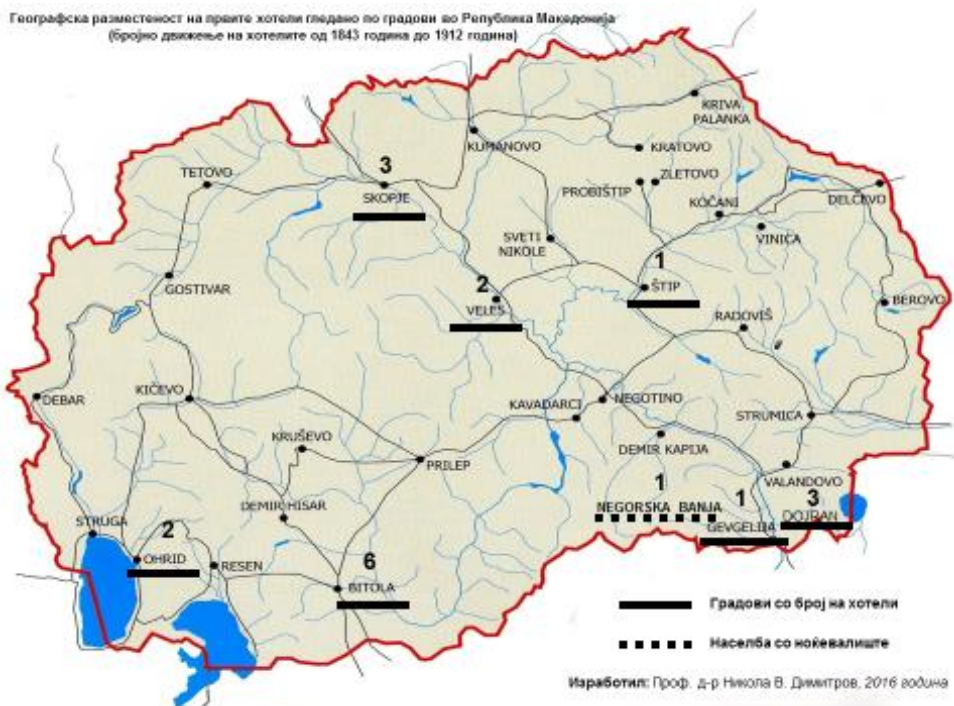 Географска разместеност на првите хотели гледано по градови во Република Македонија
(бројно движење на хотелите од 1843 година до 1912 година)
KRIVA
PALANKA
KUMANOVO
KRATOVO
3
TETOVO
SKOPJE
PROBIŠTIP
ZLETOVO
KOČANI
DELČEVO
SVETI
NIKOLE
VINICA
1
GOSTIVAR
2
ŠTIP
VELES
BEROVO
RADOVIŠ
DEBAR
KIČEVO
KAVADARCI
NEGOTINO
STRUMICA
KRUŠEVO
DEMIR KAPIJA
PRILEP
VALANDOVO
1
1
3
NEGORSKA BANJA
DEMIR HISAR
DOJRAN
GEVGELIJA
STRUGA
2
OHRID
RESEN
6
BITOLA
Градови со број на хотели
Населба со ноќевалиште
Изработил: Проф. д-р Никола В. Димитров, 2016 година